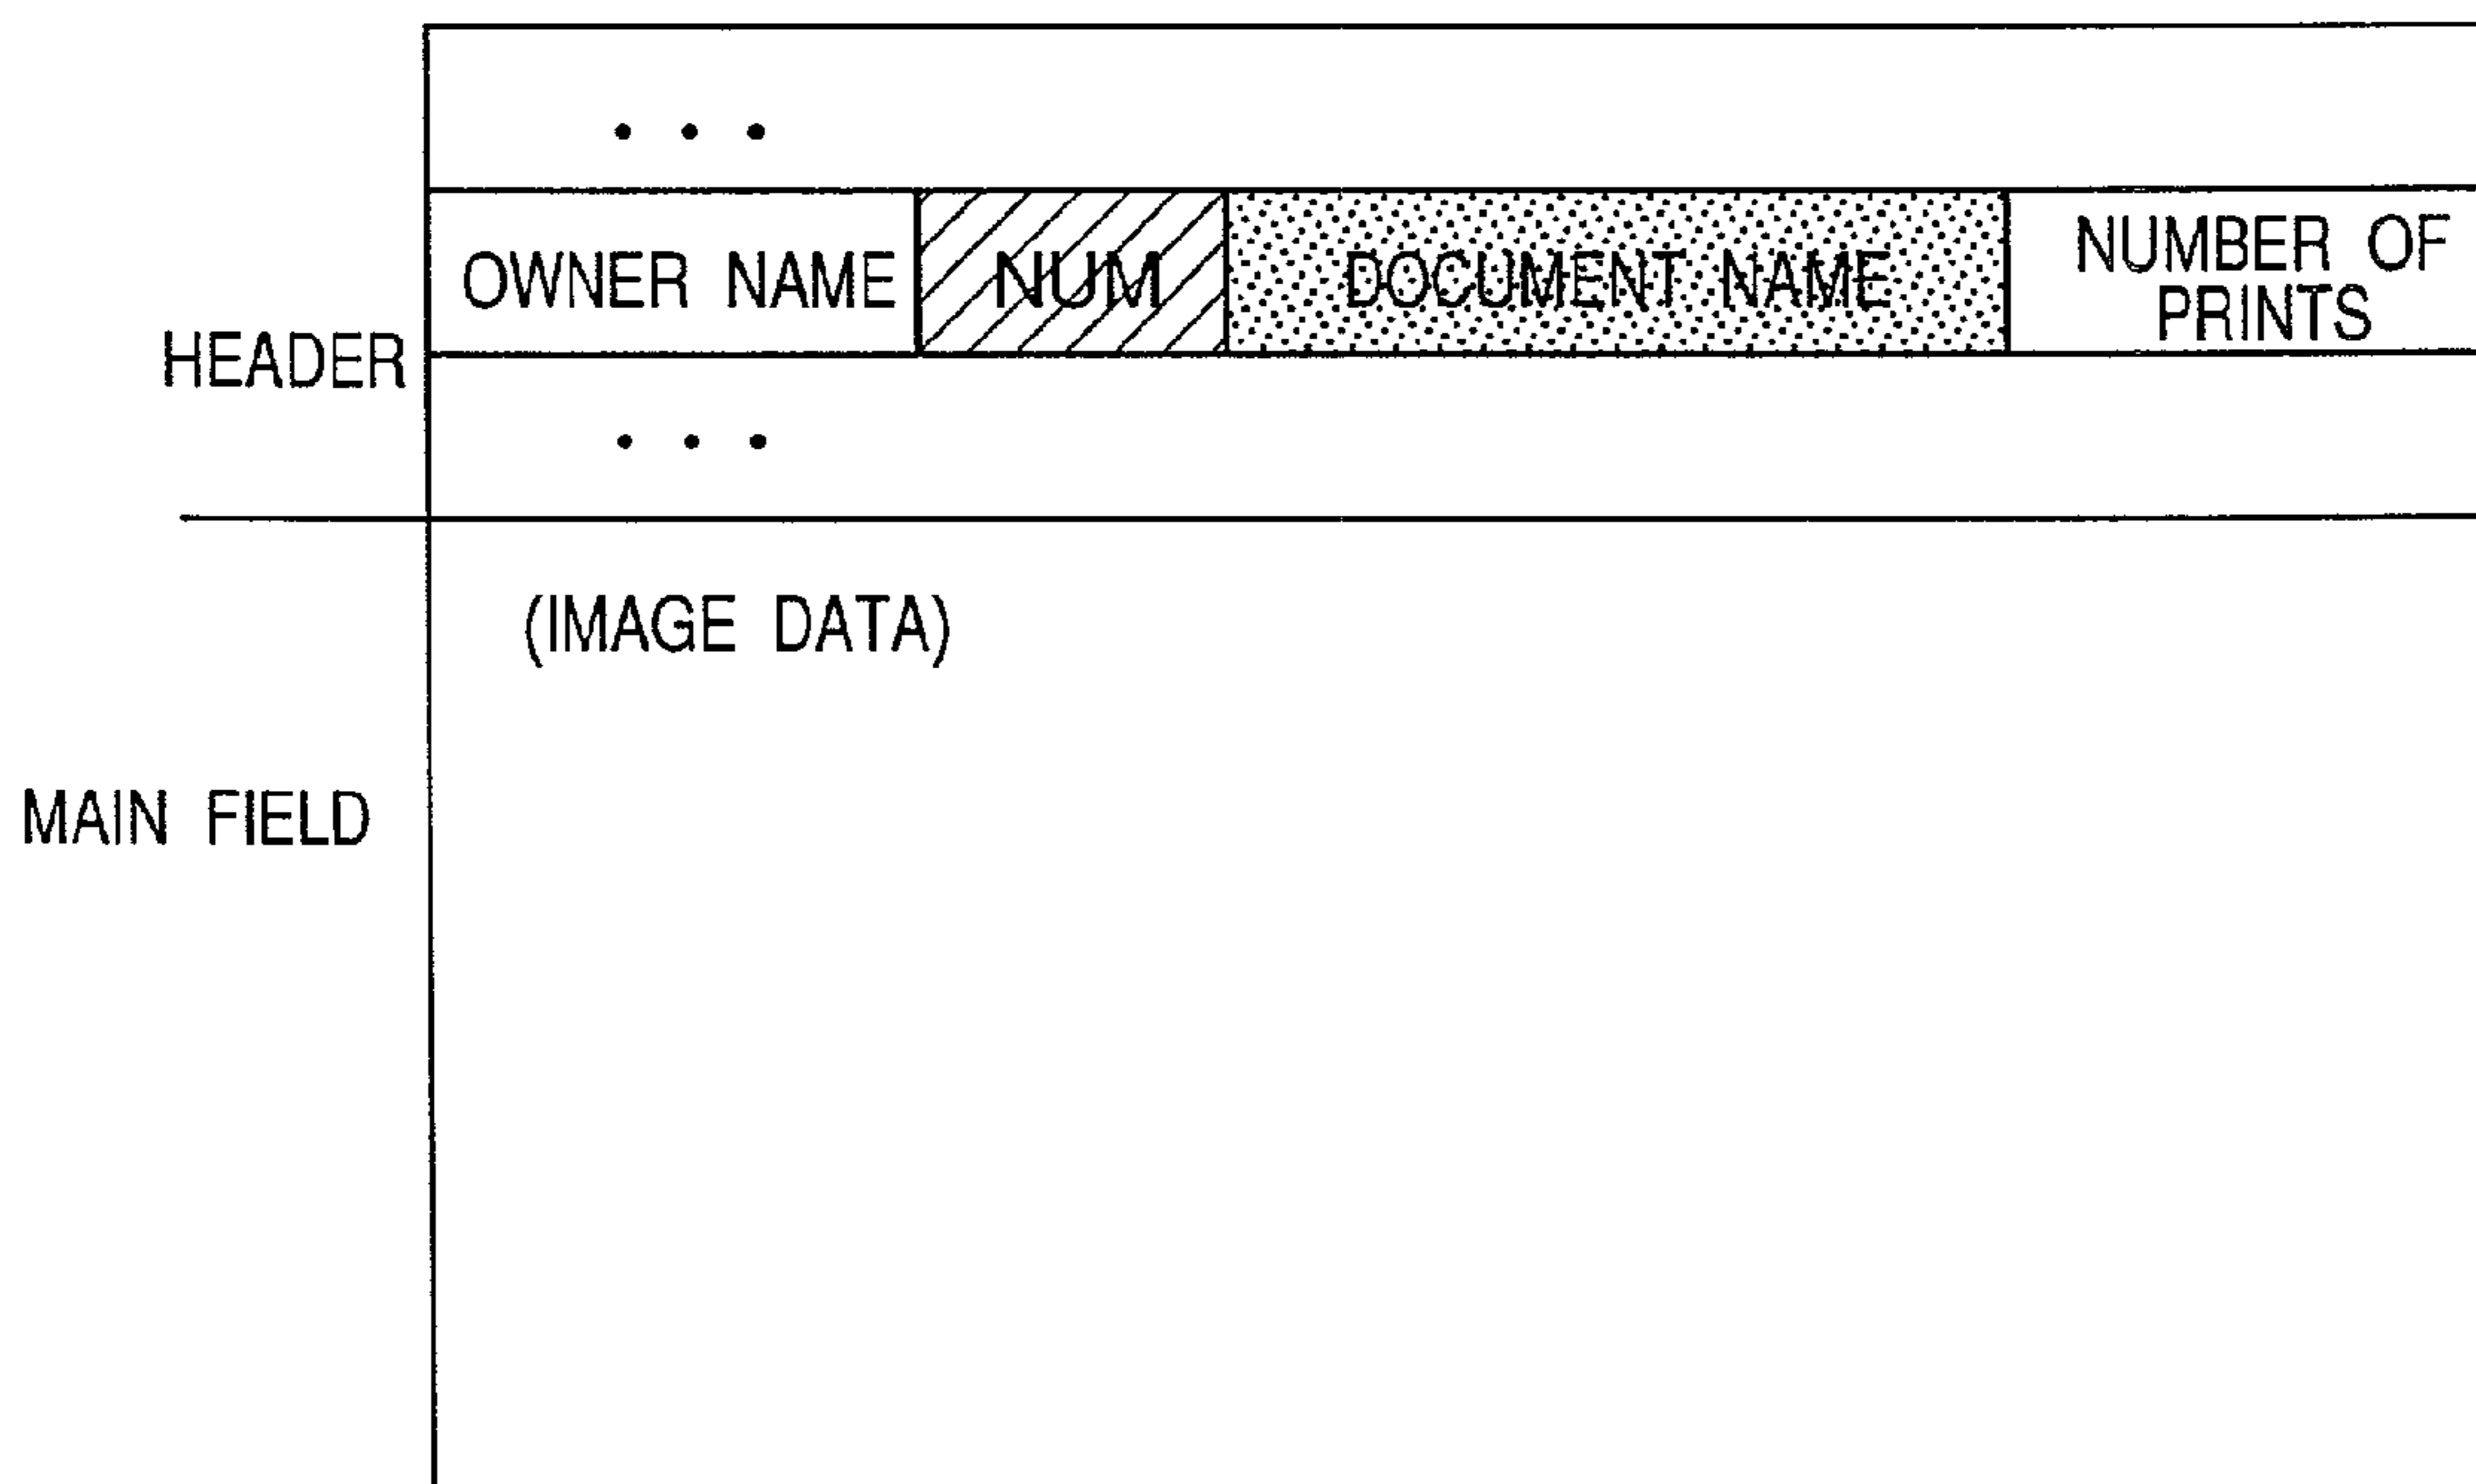 . . .
OWNER NAME NUM DOCUMENT NAME NUMBER OF
PRINTS
HEADER
. . .
(IMAGE DATA)
MAIN FIELD